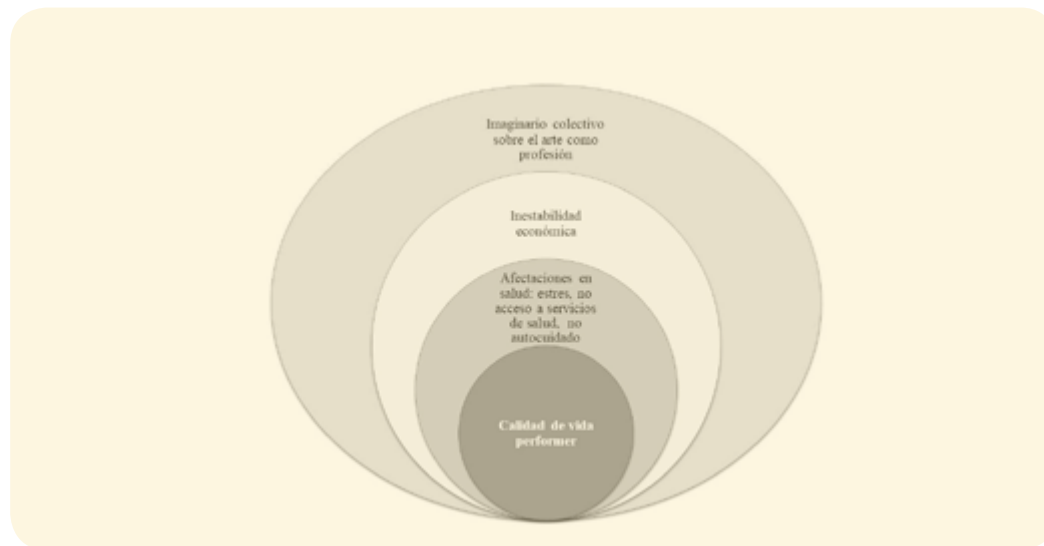 Imaginario colectivo
sobre el arte como
profesión
Inestabilidad
económica
Afectaciones en
salud: estres, no
acceso a servicios
de salud, no
autocuidado
Calidad de vida
performer